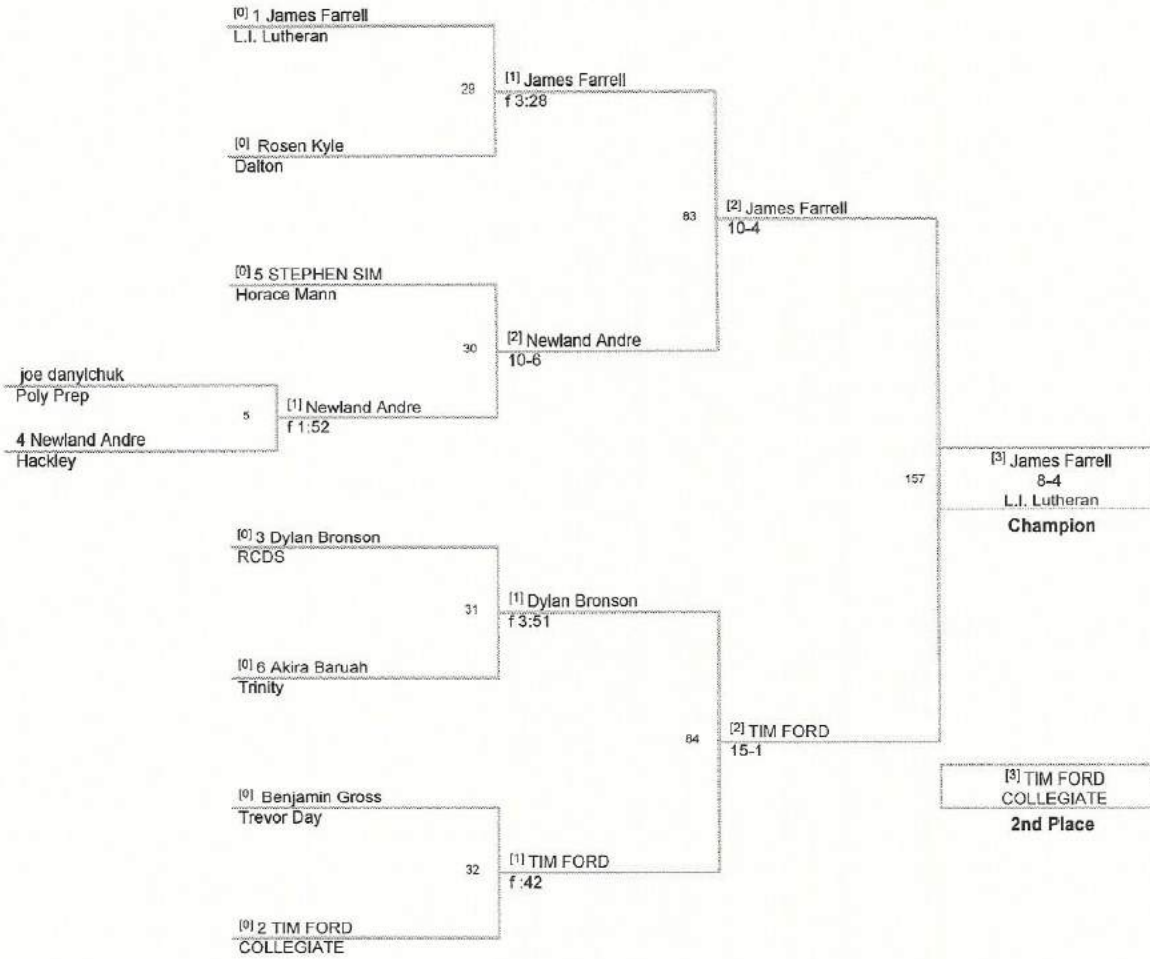 [0] 1 James Farrell
L.I. Lutheran
29
[1] James Farrell
f 3:28
[0] Rosen Kyle
Dalton
83
[2] James Farrell
10-4
[0] 5 STEPHEN SIM
Horace Mann
30
[2] Newland Andre
10-6
joe danylchuk
Poly Prep
5
[1] Newland Andre
f 1:52
4 Newland Andre
Hackley
157
[3] James Farrell
8-4
L.I. Lutheran
Champion
[0] 3 Dylan Bronson
RCDS
31
[1] Dylan Bronson
f 3:51
[0] 6 Akira Baruah
Trinity
84
[2] TIM FORD
15-1
[3] TIM FORD
COLLEGIATE
2nd Place
[0] Benjamin Gross
Trevor Day
32
[1] TIM FORD
f :42
[0] 2 TIM FORD
COLLEGIATE